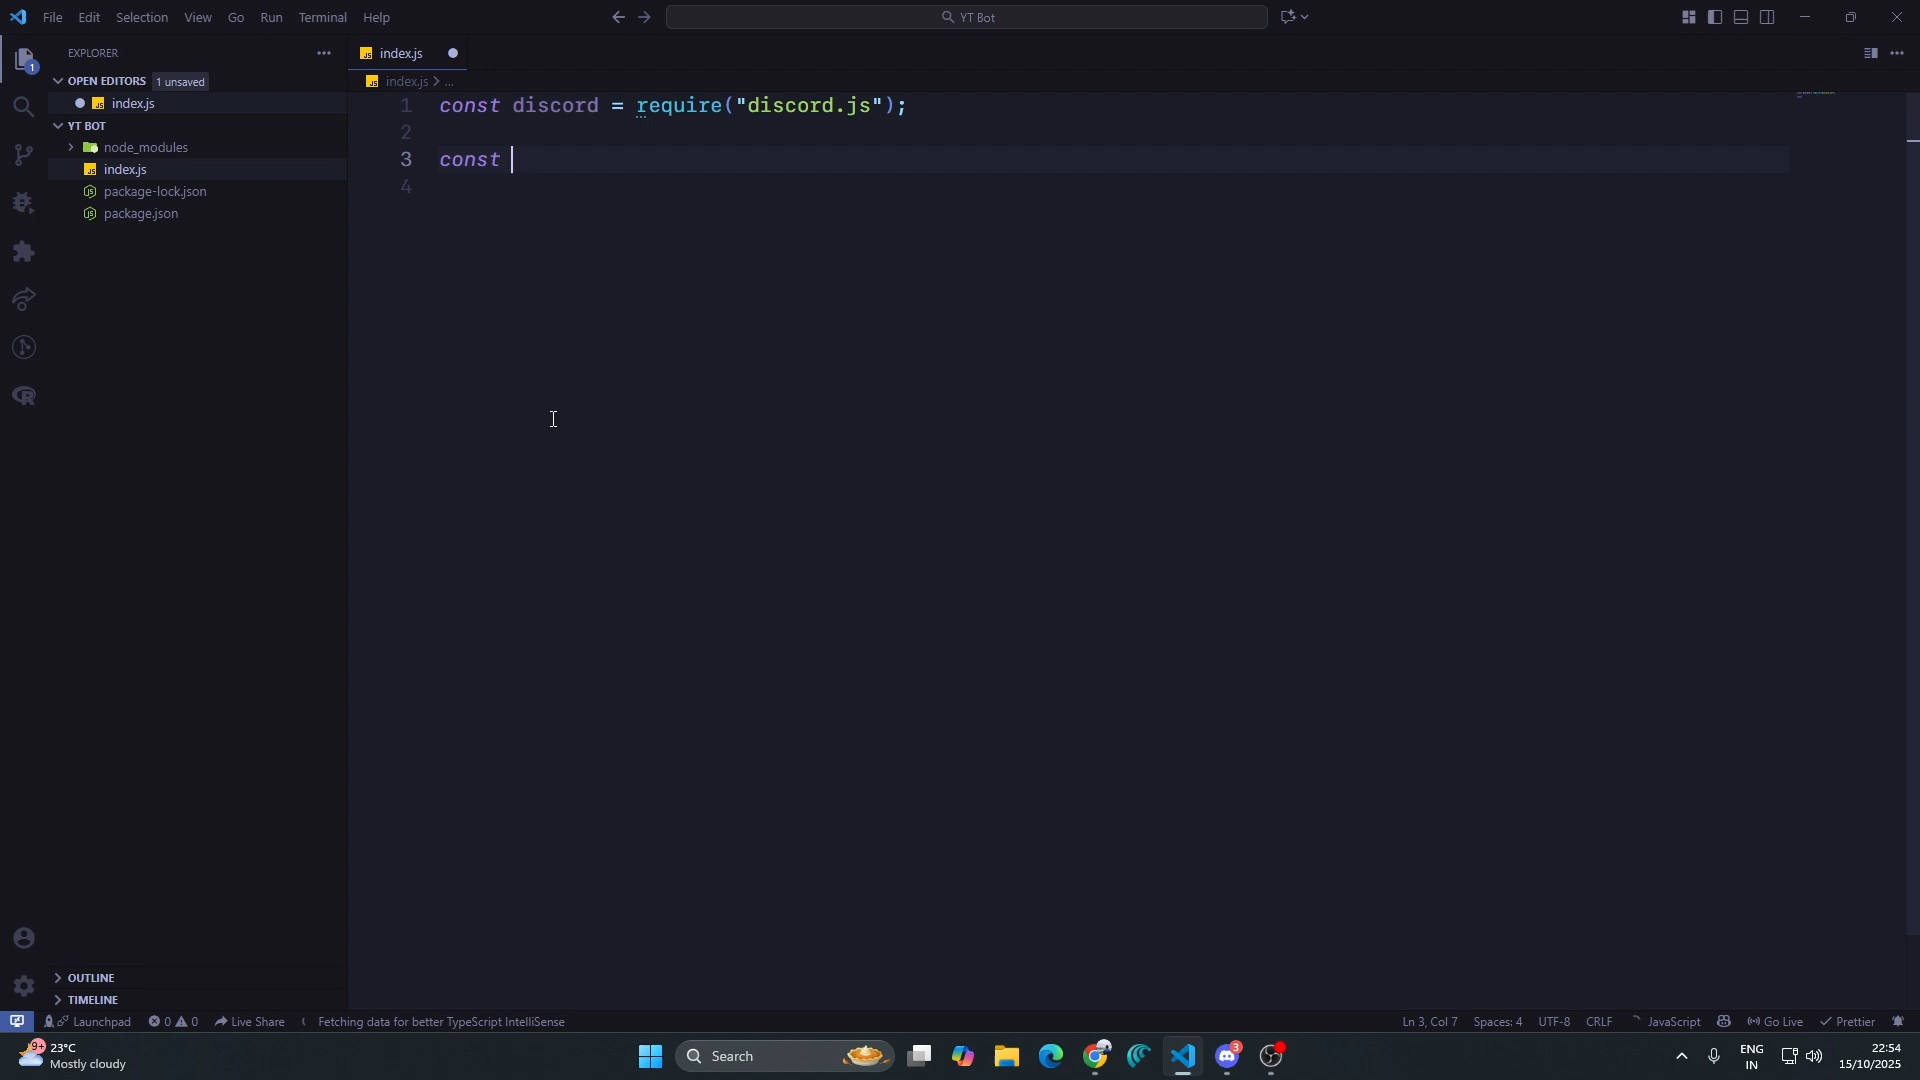 File Edit Selection View Go Run Terminal Help
YT Bot
EXPLORER
OPEN EDITORS 1 unsaved
index.js
YT BOT
node_modules
index.js
package-lock.json
package.json
OUTLINE
TIMELINE
index.js
index.js > ...
1 const discord = require("discord.js");
2
3 const
4
1
Launchpad 0 0 Live Share Fetching data for better TypeScript IntelliSense
Ln 3, Col 7 Spaces: 4 UTF-8 CRLF JavaScript Go Live Prettier
9+ 23°C
Mostly cloudy
Search
3
ENG
IN
22:54
15/10/2025